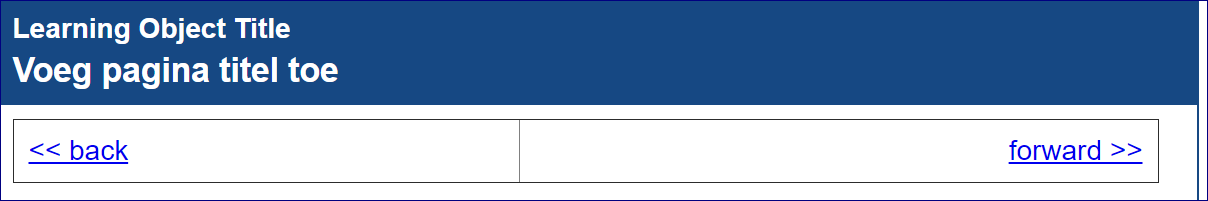 Learning Object Title
Voeg pagina titel toe
<< back forward >>